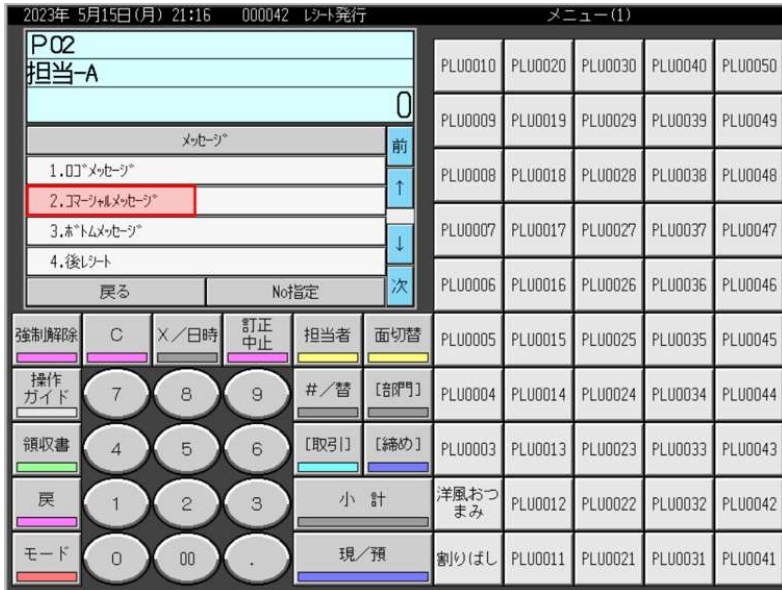 2023年 5月15日(月) 21:16 000042 ﾚｼｰﾄ発行 メニュー(1)
P02
担当-A
0
ﾒｯｾｰｼﾞ
前
1.ﾛｺﾞﾒｯｾｰｼﾞ
↑
2.ｺﾏｰｼｬﾙﾒｯｾｰｼﾞ
3.ﾎﾞﾄﾑﾒｯｾｰｼﾞ
↓
4.後ﾚｼｰﾄ
戻る No指定 次
PLU0010 PLU0020 PLU0030 PLU0040 PLU0050
PLU0009 PLU0019 PLU0029 PLU0039 PLU0049
PLU0008 PLU0018 PLU0028 PLU0038 PLU0048
PLU0007 PLU0017 PLU0027 PLU0037 PLU0047
PLU0006 PLU0016 PLU0026 PLU0036 PLU0046
強制解除 C X／日時 訂正 中止 担当者 面切替 PLU0005 PLU0015 PLU0025 PLU0035 PLU0045
操作 ガイド 7 8 9 #／替 [部門] PLU0004 PLU0014 PLU0024 PLU0034 PLU0044
領収書 4 5 6 [取引] [締め] PLU0003 PLU0013 PLU0023 PLU0033 PLU0043
戻 1 2 3 小 計 洋風おつ まみ PLU0012 PLU0022 PLU0032 PLU0042
モード 0 00 . 現／預 割りばし PLU0011 PLU0021 PLU0031 PLU0041